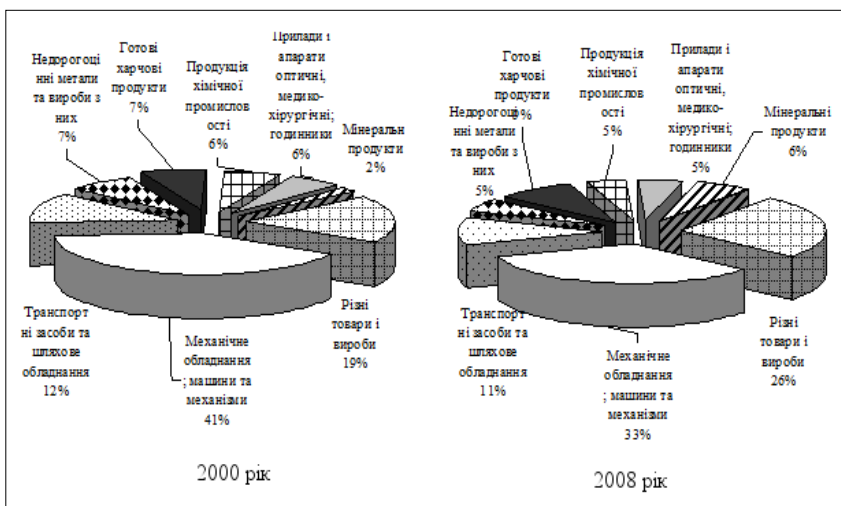 Недорогоці
нні метали
та вироби з
них
7%
Готові
харчові
продукти
7%
Продукція
хімічної
промислов
ості
6%
Прилади і
апарати
оптичні,
медико-
хірургічні;
годинники
6%
Мінеральн
продукти
2%
Різні
товари і
вироби
19%
Механічне
обладнання
; машини та
механізми
41%
Транспорт
ні засоби та
шляхове
обладнання
12%
2000 рік
Недорогоці
нні метали
та вироби з
них
5%
Готові
харчові
продукти
Продукція
хімічної
промислов
ості
5%
Прилади і
апарати
оптичні,
медико-
хірургічні;
годинники
5%
Мінеральні
продукти
6%
Різні
товари і
вироби
26%
Механічне
обладнання
; машини та
механізми
33%
Транспорт
ні засоби та
шляхове
обладнання
11%
2008 рік